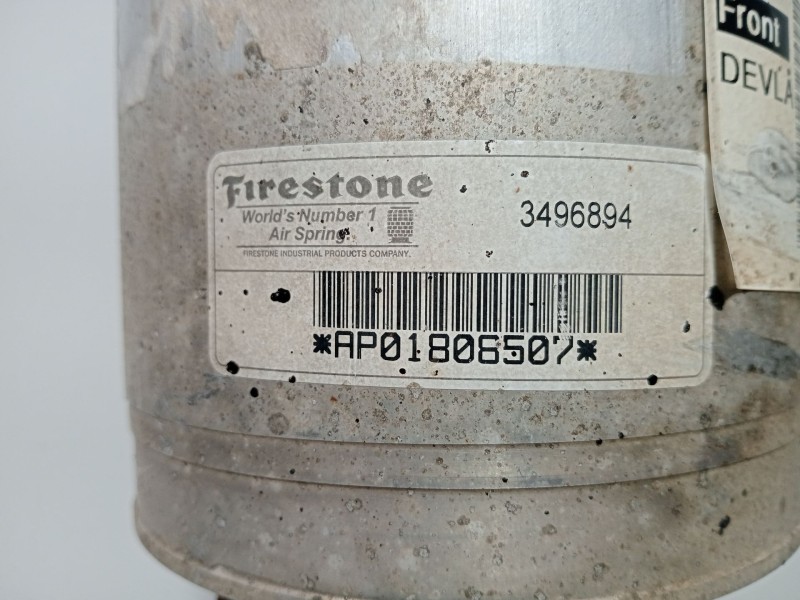 Front
DEVLA
Firestone
World's Number 1
Air Spring.
FIRESTONE INDUSTRIAL PRODUCTS COMPANY.
3496894
*AP01806507*